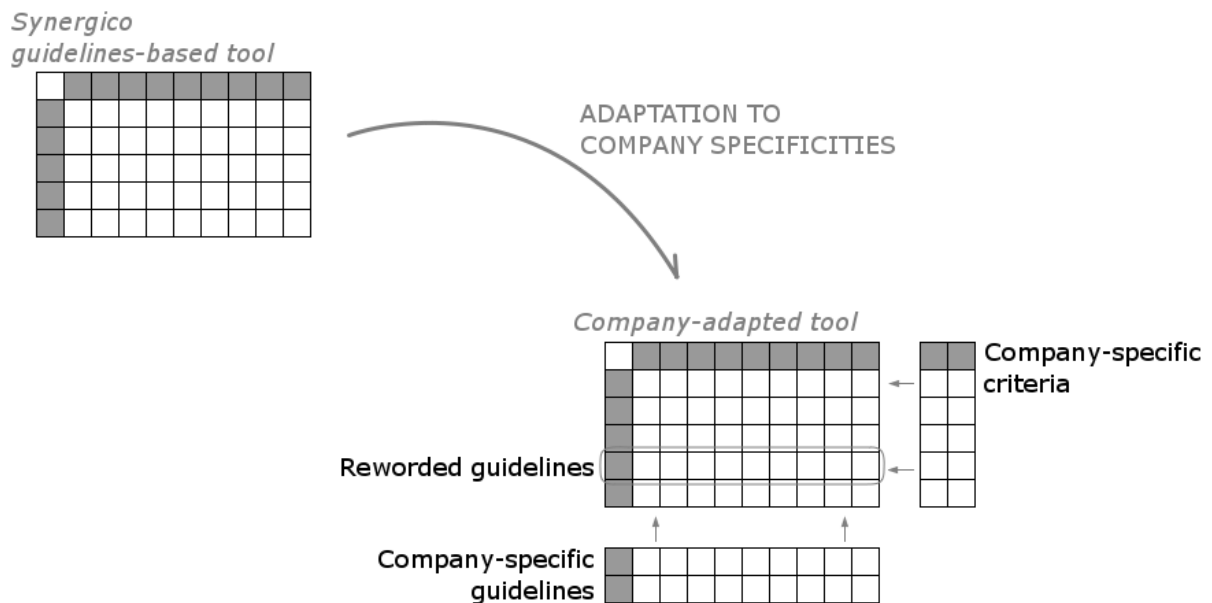 Synergico
guidelines-based tool
ADAPTATION TO
COMPANY SPECIFICITIES
Company-adapted tool
Company-specific
criteria
Reworded guidelines
Company-specific
guidelines